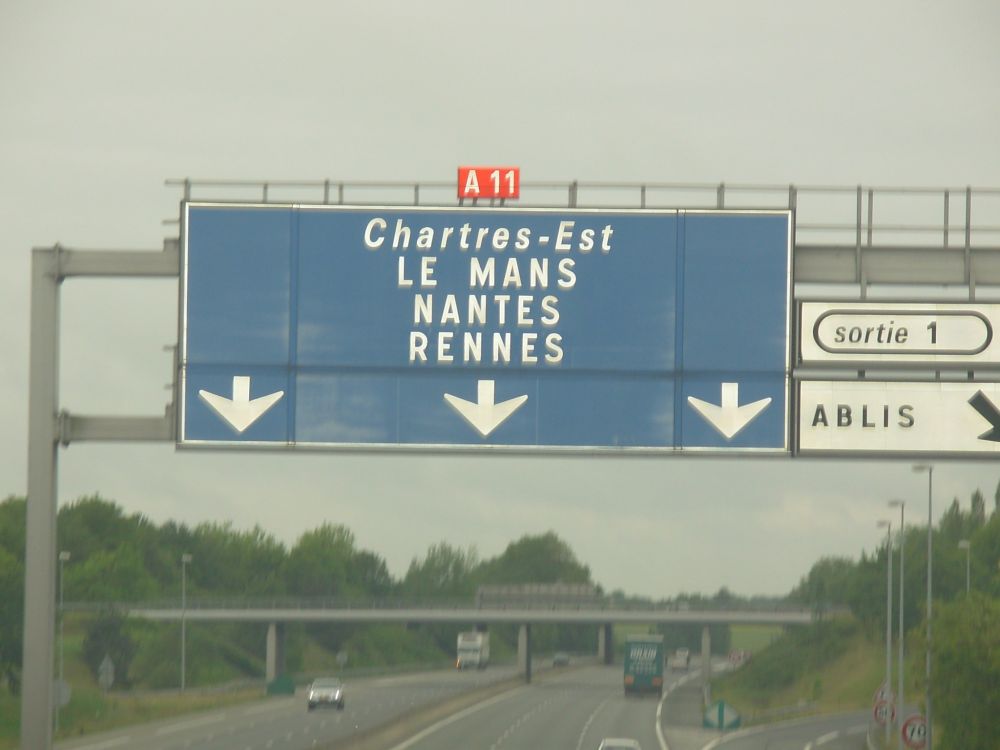 A 11
Chartres-Est
LE MANS
NANTES
RENNES
sortie 1
ABLIS
70